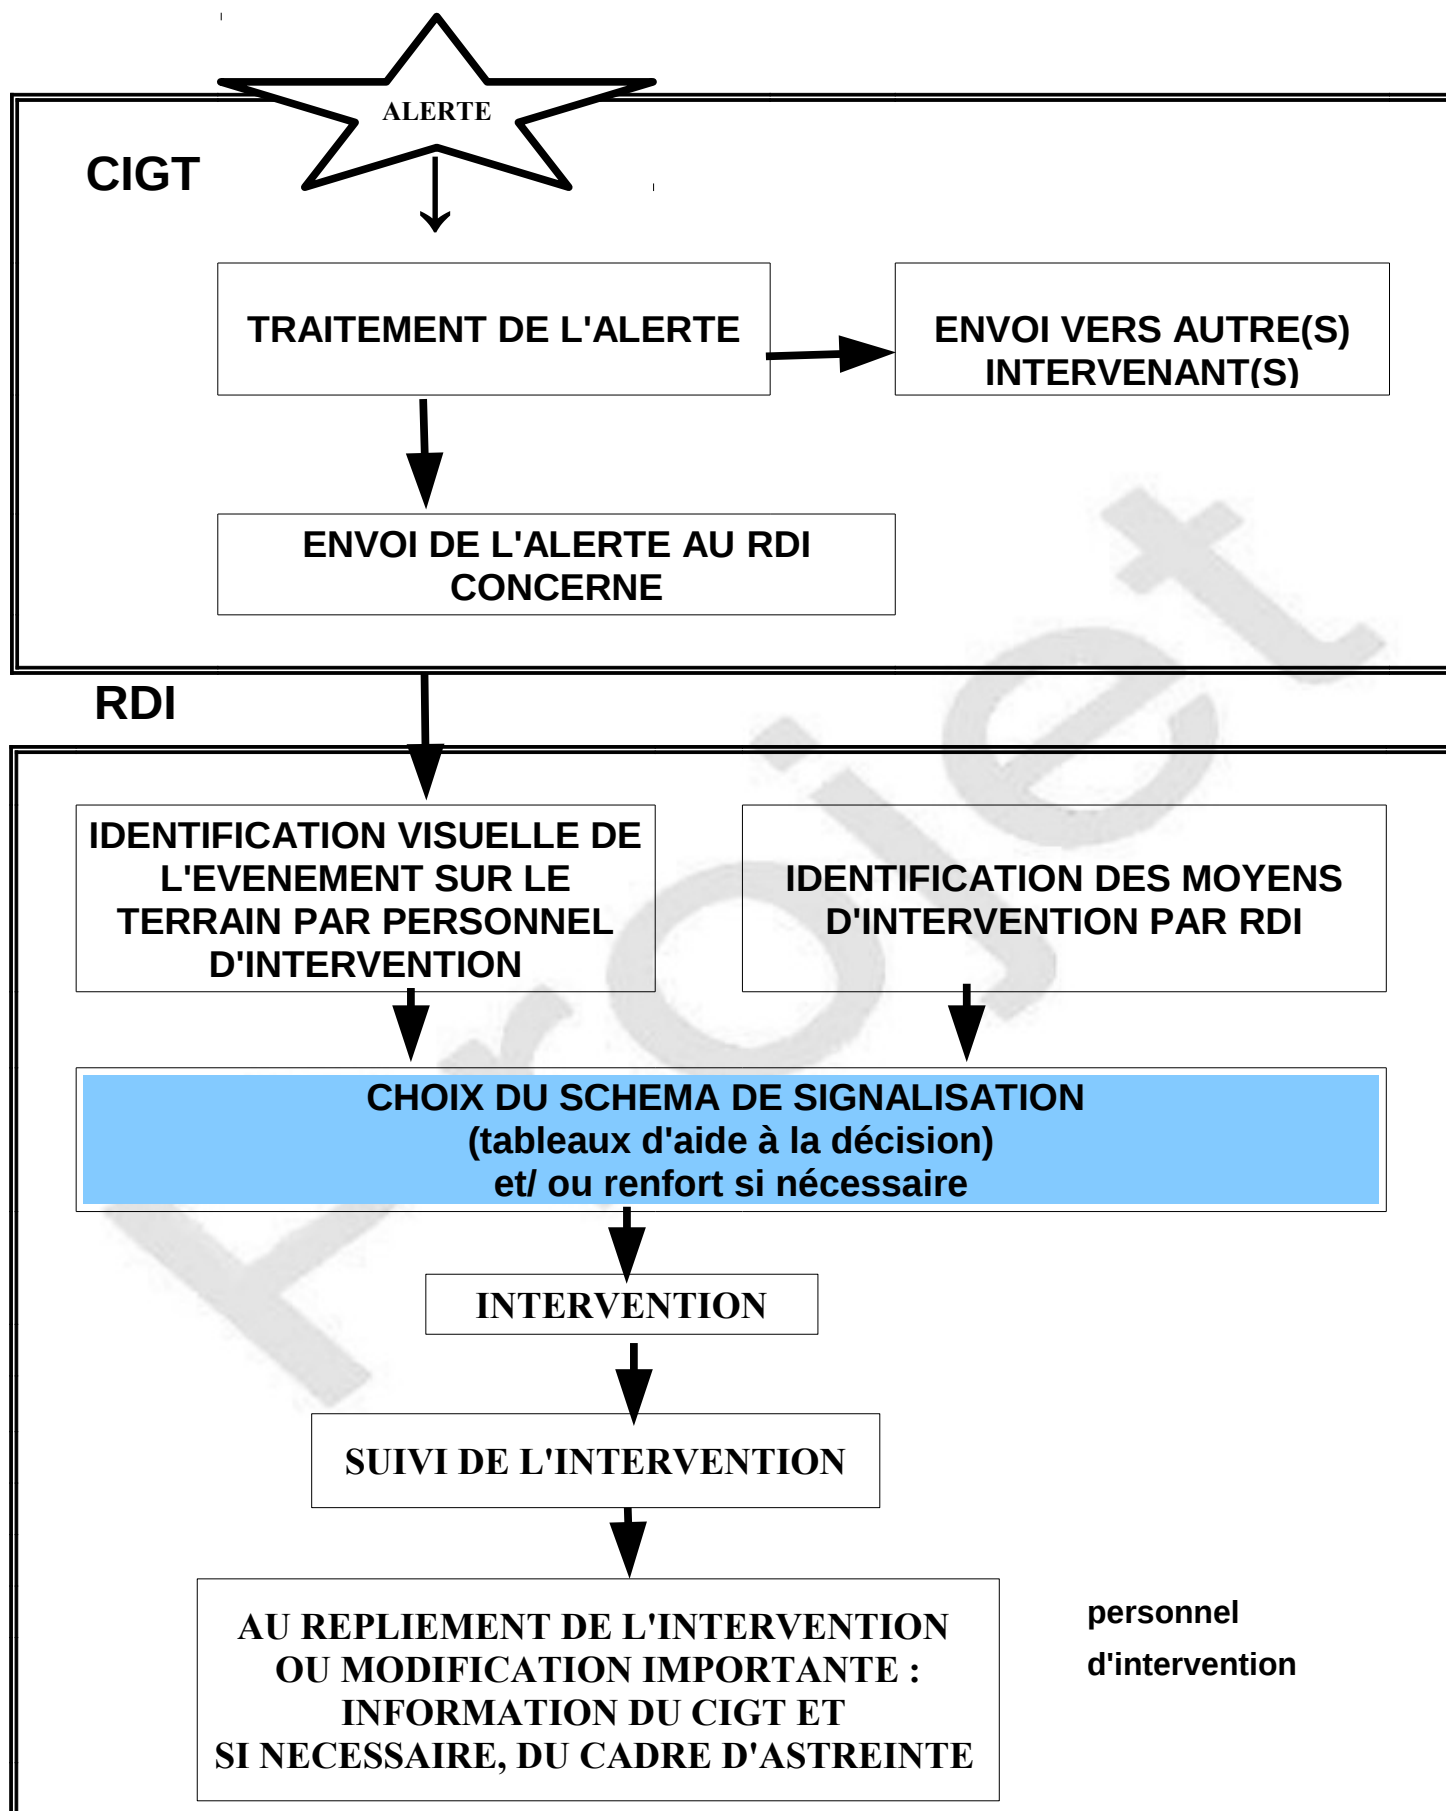 ALERTE
CIGT
TRAITEMENT DE L'ALERTE
ENVOI VERS AUTRE(S)
INTERVENANT(S)
ENVOI DE L'ALERTE AU RDI
CONCERNE
RDI
IDENTIFICATION VISUELLE DE
L'EVENEMENT SUR LE
TERRAIN PAR PERSONNEL
D'INTERVENTION
IDENTIFICATION DES MOYENS
D'INTERVENTION PAR RDI
CHOIX DU SCHEMA DE SIGNALISATION
(tableaux d'aide à la décision)
et/ ou renfort si nécessaire
INTERVENTION
SUIVI DE L'INTERVENTION
AU REPLIEMENT DE L'INTERVENTION
OU MODIFICATION IMPORTANTE :
INFORMATION DU CIGT ET
SI NECESSAIRE, DU CADRE D'ASTREINTE
personnel
d'intervention
Projet